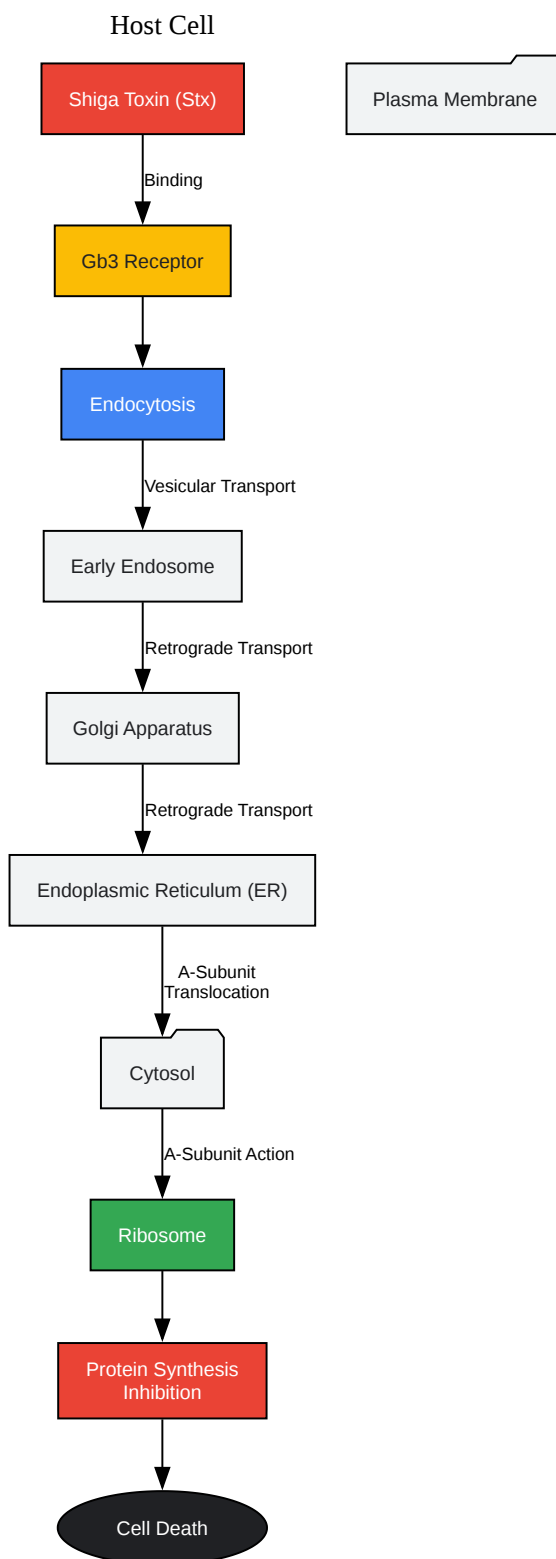 Host Cell
Shiga Toxin (Stx)
Plasma Membrane
Binding
Gb3 Receptor
Endocytosis
Vesicular Transport
Early Endosome
Retrograde Transport
Golgi Apparatus
Retrograde Transport
Endoplasmic Reticulum (ER)
A-Subunit
Translocation
Cytosol
A-Subunit Action
Ribosome
Protein Synthesis
Inhibition
Cell Death